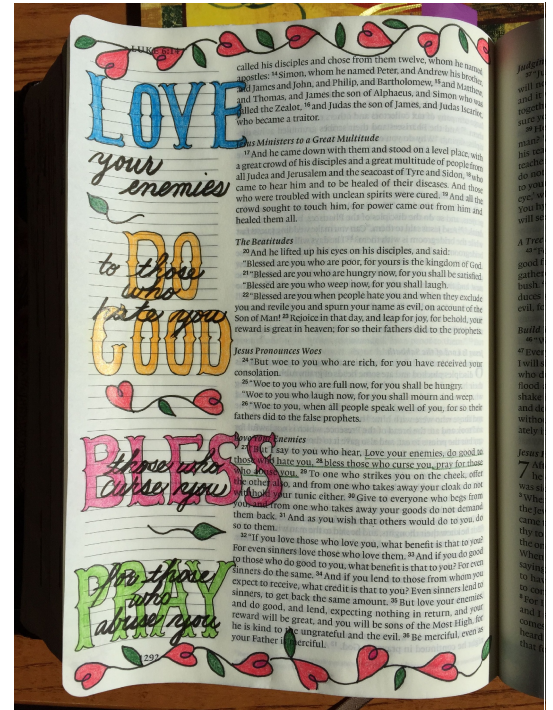 LUKE 6:14
LOVE
your
enemies
DO
to those
who
hate you
GOOD
BLESS
those who
curse you
PRAY
for those
who
abuse you
292
called his disciples and chose from them twelve, whom he named
apostles: 14 Simon, whom he named Peter, and Andrew his brother,
and James and John, and Philip, and Bartholomew, 15 and Matthew,
and Thomas, and James the son of Alphaeus, and Simon who was
called the Zealot, 16 and Judas the son of James, and Judas Iscariot,
who became a traitor.
Jesus Ministers to a Great Multitude
17 And he came down with them and stood on a level place, with
a great crowd of his disciples and a great multitude of people from
all Judea and Jerusalem and the seacoast of Tyre and Sidon, 18 who
came to hear him and to be healed of their diseases. And those
who were troubled with unclean spirits were cured. 19 And all the
crowd sought to touch him, for power came out from him and
healed them all.
The Beatitudes
20 And he lifted up his eyes on his disciples, and said:
"Blessed are you who are poor, for yours is the kingdom of God.
21 "Blessed are you who are hungry now, for you shall be satisfied.
"Blessed are you who weep now, for you shall laugh.
22 "Blessed are you when people hate you and when they exclude
you and revile you and spurn your name as evil, on account of the
Son of Man! 23 Rejoice in that day, and leap for joy, for behold, your
reward is great in heaven; for so their fathers did to the prophets.
Jesus Pronounces Woes
24 "But woe to you who are rich, for you have received your
consolation.
25 "Woe to you who are full now, for you shall be hungry.
"Woe to you who laugh now, for you shall mourn and weep.
26 "Woe to you, when all people speak well of you, for so their
fathers did to the false prophets.
Love Your Enemies
27 "But I say to you who hear, Love your enemies, do good to
those who hate you, 28 bless those who curse you, pray for those
who abuse you. 29 To one who strikes you on the cheek, offer
the other also, and from one who takes away your cloak do not
withhold your tunic either. 30 Give to everyone who begs from
you, and from one who takes away your goods do not demand
them back. 31 And as you wish that others would do to you, do
so to them.
32 "If you love those who love you, what benefit is that to you?
For even sinners love those who love them. 33 And if you do good
to those who do good to you, what benefit is that to you? For even
sinners do the same. 34 And if you lend to those from whom you
expect to receive, what credit is that to you? Even sinners lend to
sinners, to get back the same amount. 35 But love your enemies,
and do good, and lend, expecting nothing in return, and your
reward will be great, and you will be sons of the Most High, for
he is kind to the ungrateful and the evil. 36 Be merciful, even as
your Father is merciful.